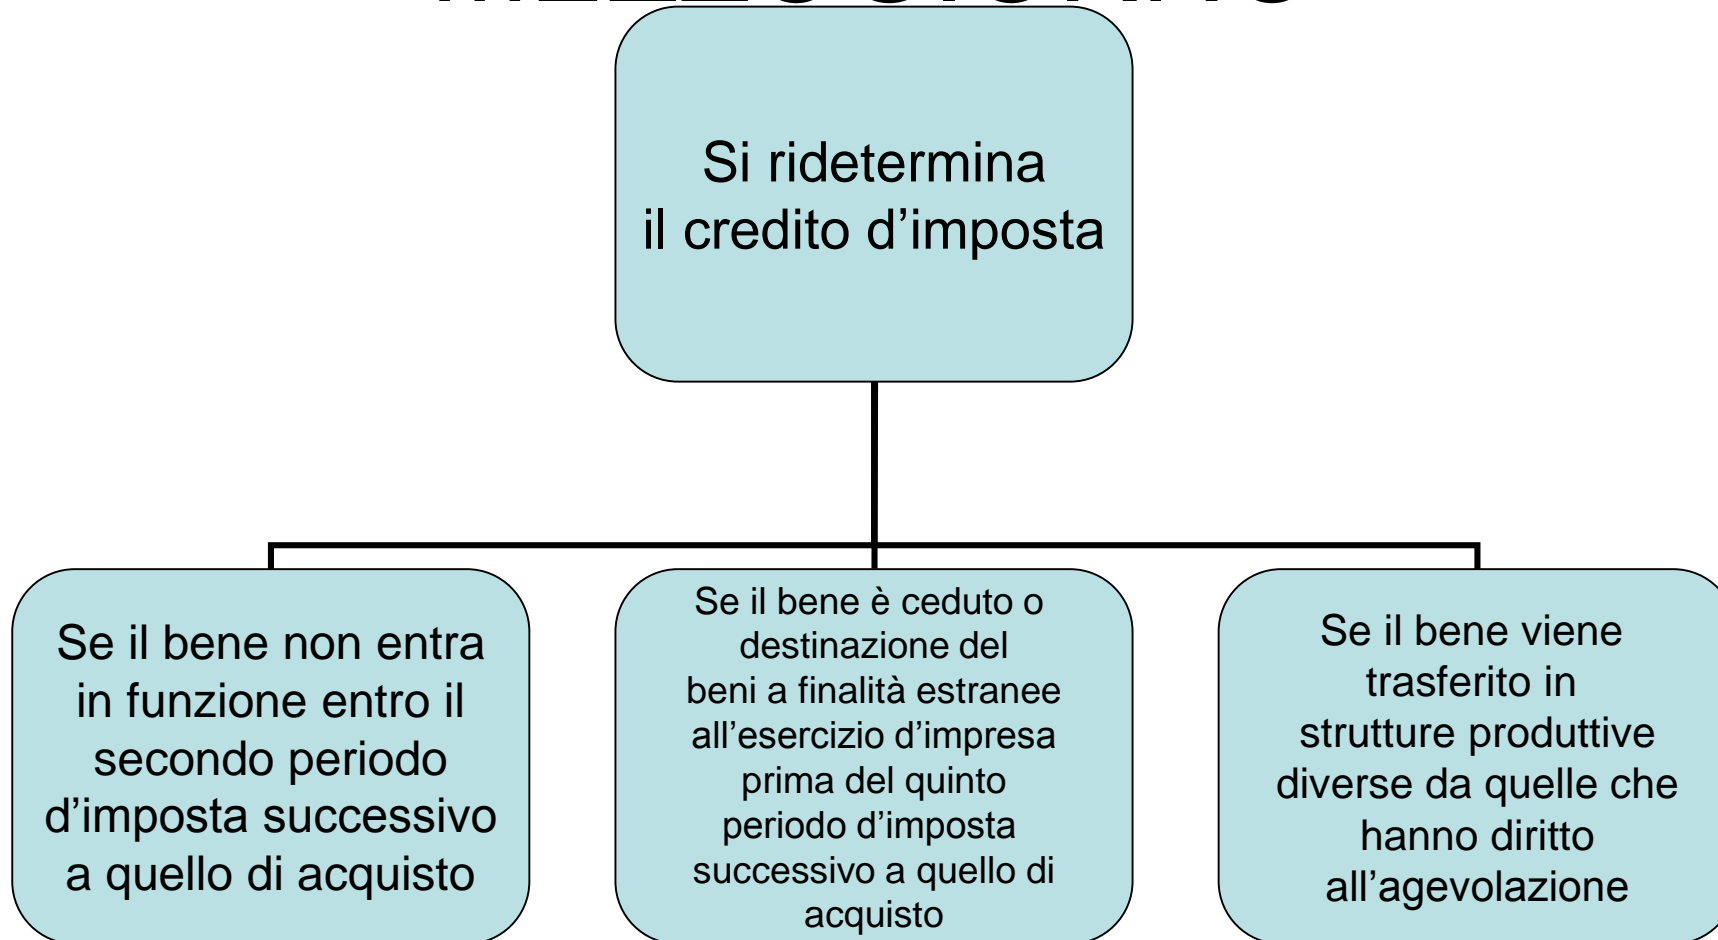 Si ridetermina
il credito d’imposta
Se il bene non entra
in funzione entro il
secondo periodo
d’imposta successivo
a quello di acquisto
Se il bene è ceduto o
destinazione del
beni a finalità estranee
all’esercizio d’impresa
prima del quinto
periodo d’imposta
successivo a quello di
acquisto
Se il bene viene
trasferito in
strutture produttive
diverse da quelle che
hanno diritto
all’agevolazione